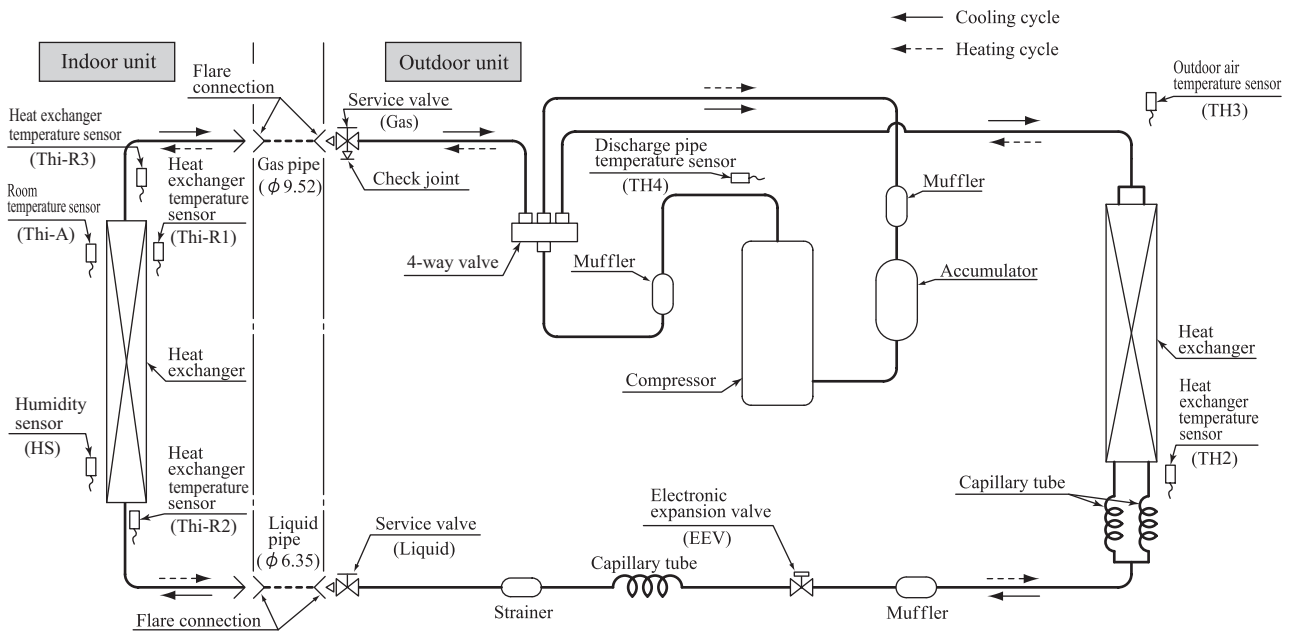 Cooling cycle
Heating cycle
Indoor unit
Outdoor unit
Flare
connection
Service valve
(Gas)
Outdoor air
temperature sensor
(TH3)
Heat exchanger
temperature sensor
(Thi-R3)
Heat
exchanger
temperature
sensor
(Thi-R1)
Gas pipe
(ϕ9.52)
Check joint
Discharge pipe
temperature sensor
(TH4)
Muffler
Room
temperature sensor
(Thi-A)
4-way valve
Muffler
Accumulator
Heat
exchanger
Compressor
Heat
exchanger
Humidity
sensor
(HS)
Heat
exchanger
temperature
sensor
(TH2)
Heat
exchanger
temperature
sensor
(Thi-R2)
Capillary tube
Electronic
expansion valve
(EEV)
Liquid
pipe
(ϕ6.35)
Service valve
(Liquid)
Capillary tube
Strainer
Muffler
Flare connection